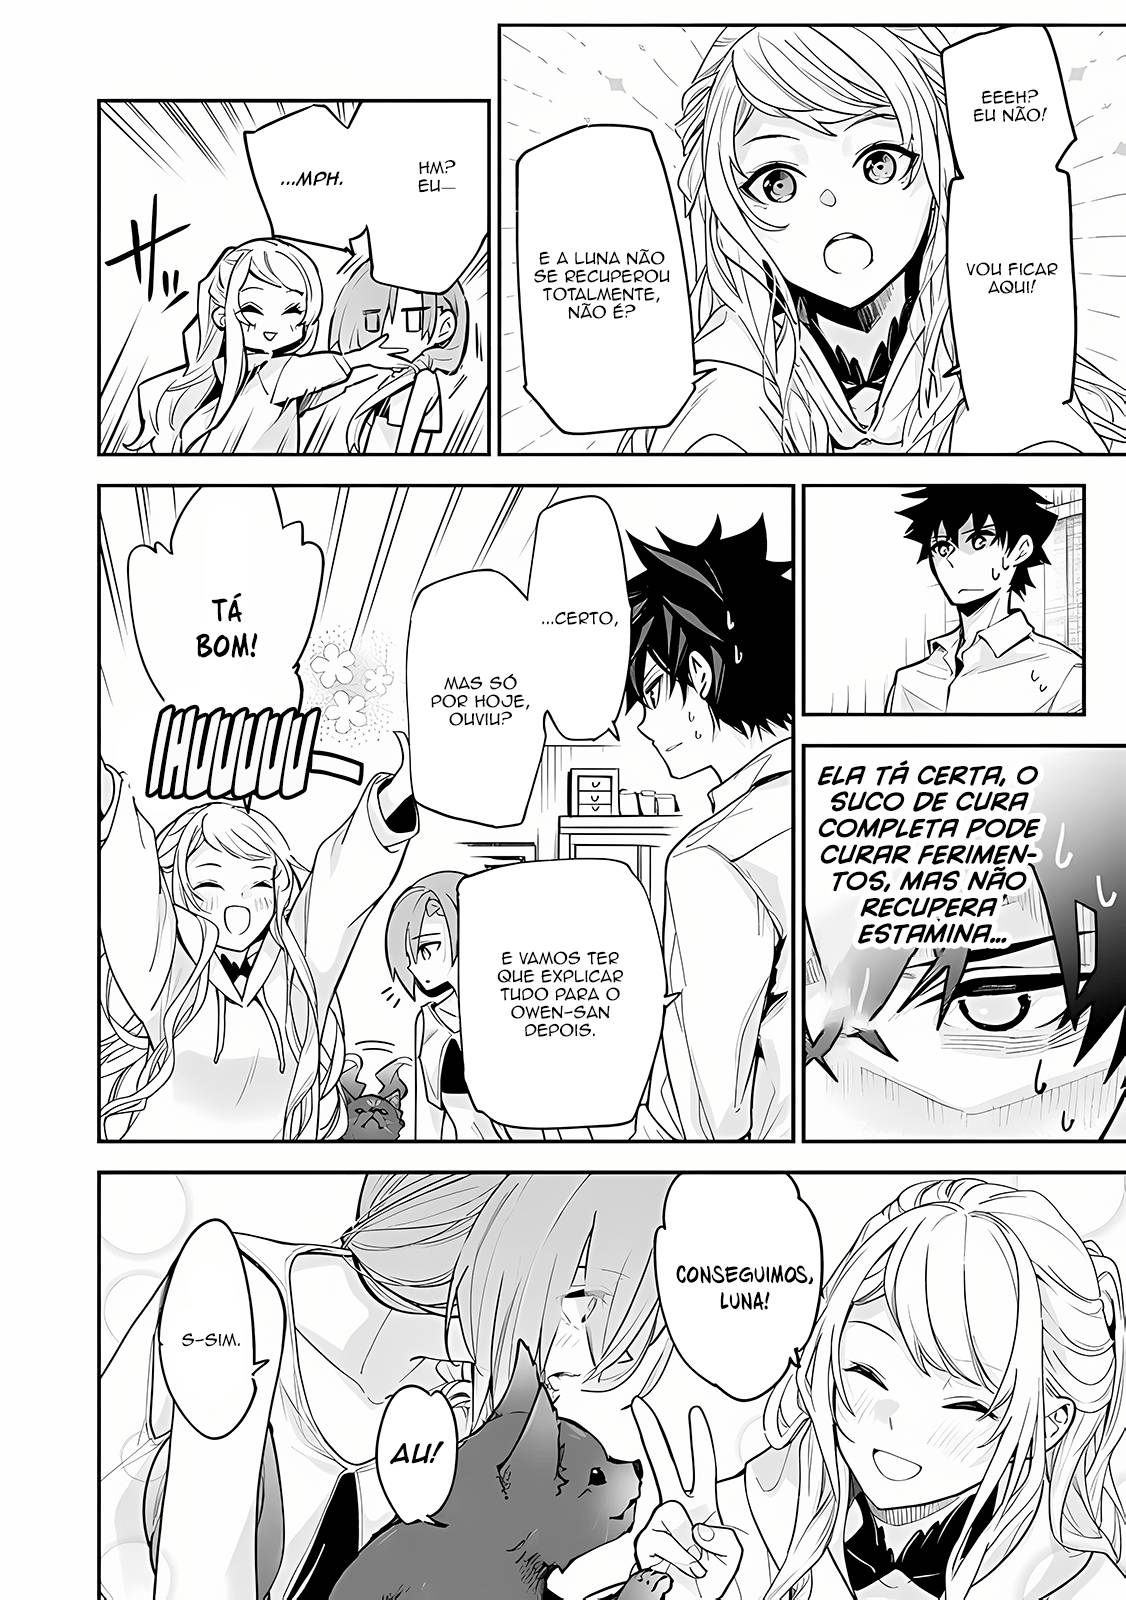 EEEH?
EU NÃO!
VOU FICAR
AQUI!
E A LUNA NÃO
SE RECUPEROU
TOTALMENTE,
NÃO É?
HM?
EU—
...MPH.
ELA TÁ CERTA, O
SUCO DE CURA
COMPLETA PODE
CURAR FERIMEN-
TOS, MAS NÃO
RECUPERA
ESTAMINA...
...CERTO,
MAS SÓ
POR HOJE,
OUVIU?
E VAMOS TER
QUE EXPLICAR
TUDO PARA O
OWEN-SAN
DEPOIS.
TÁ
BOM!
IHUUUUU
CONSEGUIMOS,
LUNA!
AU!
S-SIM.